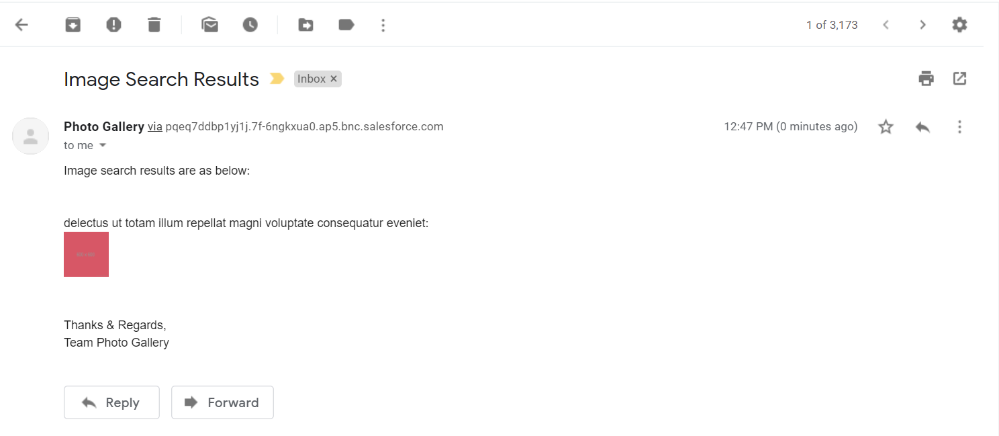 1 of 3,173
Image Search Results Inbox ×
Photo Gallery via pqeq7ddbp1yj1j.7f-6ngkxua0.ap5.bnc.salesforce.com 12:47 PM (0 minutes ago)
to me
Image search results are as below:
delectus ut totam illum repellat magni voluptate consequatur eveniet:
Thanks & Regards,
Team Photo Gallery
Reply Forward